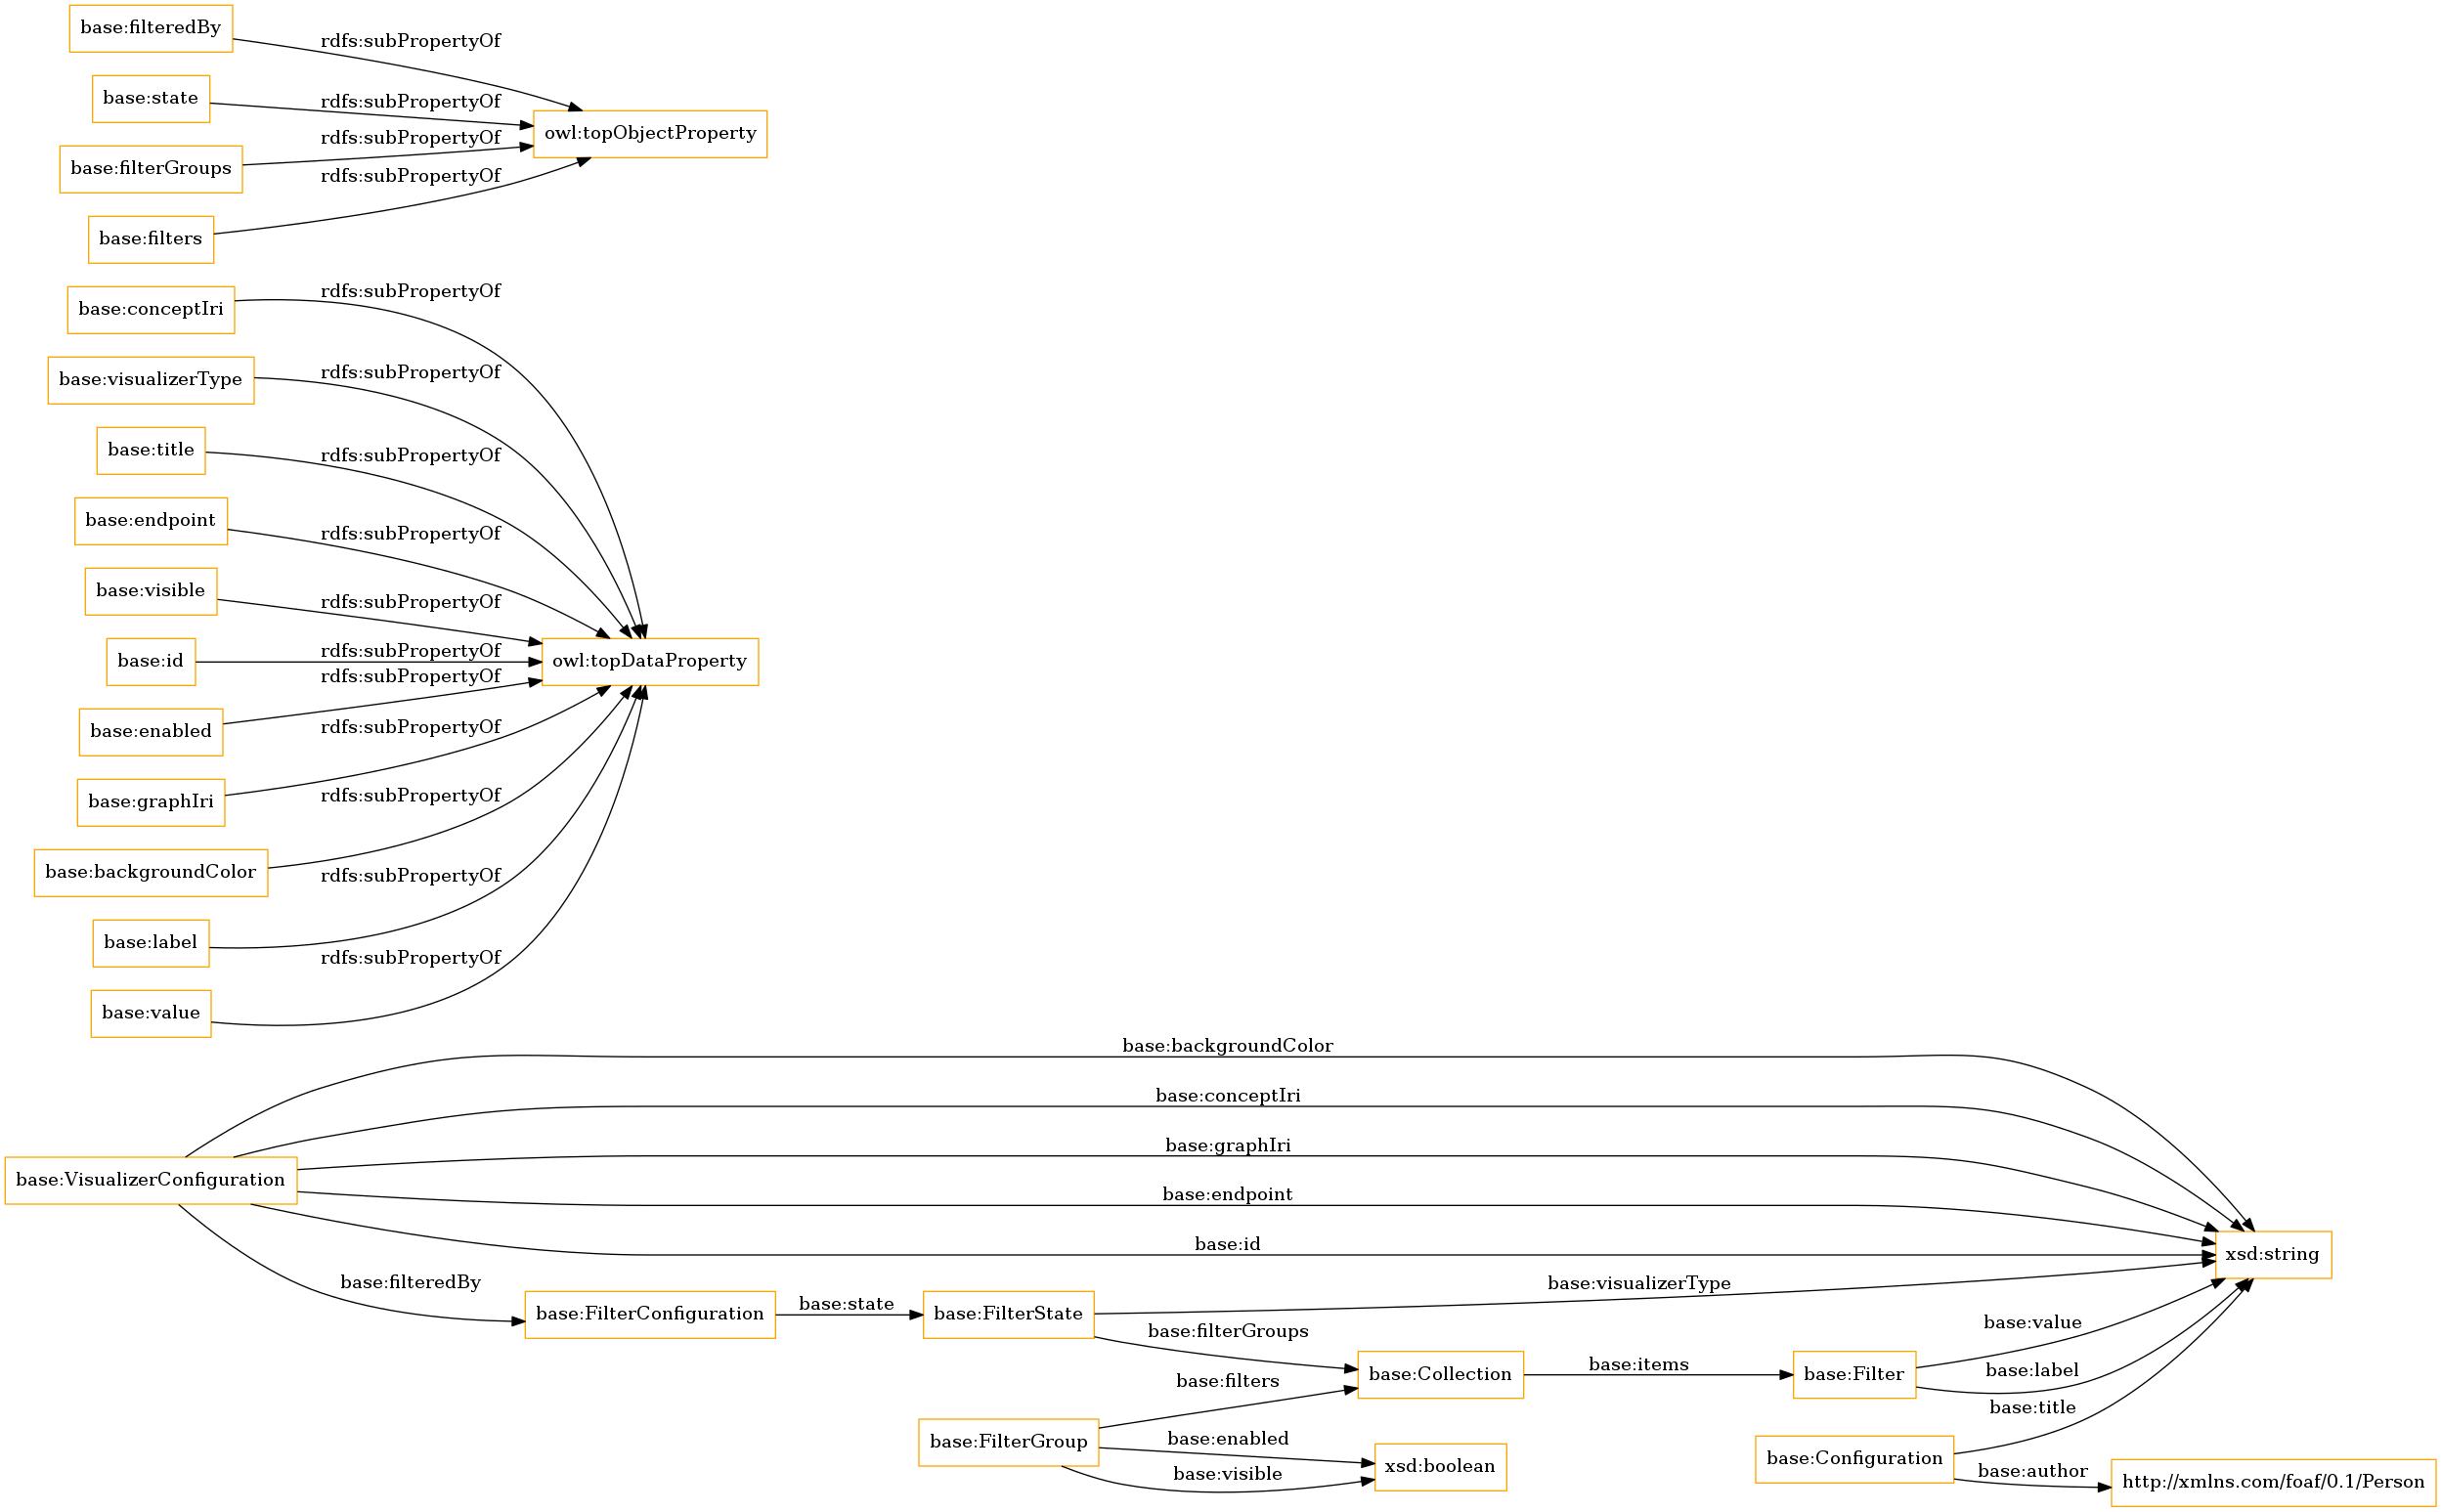 base:filteredBy
rdfs:subPropertyOf
base:state
rdfs:subPropertyOf
owl:topObjectProperty
base:filterGroups
rdfs:subPropertyOf
base:filters
rdfs:subPropertyOf
base:conceptIri
rdfs:subPropertyOf
base:visualizerType
rdfs:subPropertyOf
base:title
rdfs:subPropertyOf
base:endpoint
rdfs:subPropertyOf
base:visible
rdfs:subPropertyOf
base:id
rdfs:subPropertyOf
owl:topDataProperty
base:enabled
rdfs:subPropertyOf
base:graphIri
rdfs:subPropertyOf
base:backgroundColor
rdfs:subPropertyOf
base:label
rdfs:subPropertyOf
base:value
rdfs:subPropertyOf
base:backgroundColor
base:conceptIri
base:graphIri
base:VisualizerConfiguration
base:endpoint
base:id
xsd:string
base:filteredBy
base:FilterConfiguration
base:state
base:FilterState
base:visualizerType
base:filterGroups
base:value
base:filters
base:Collection
base:items
base:Filter
base:label
base:title
base:FilterGroup
base:enabled
base:visible
xsd:boolean
base:Configuration
base:author
http://xmlns.com/foaf/0.1/Person